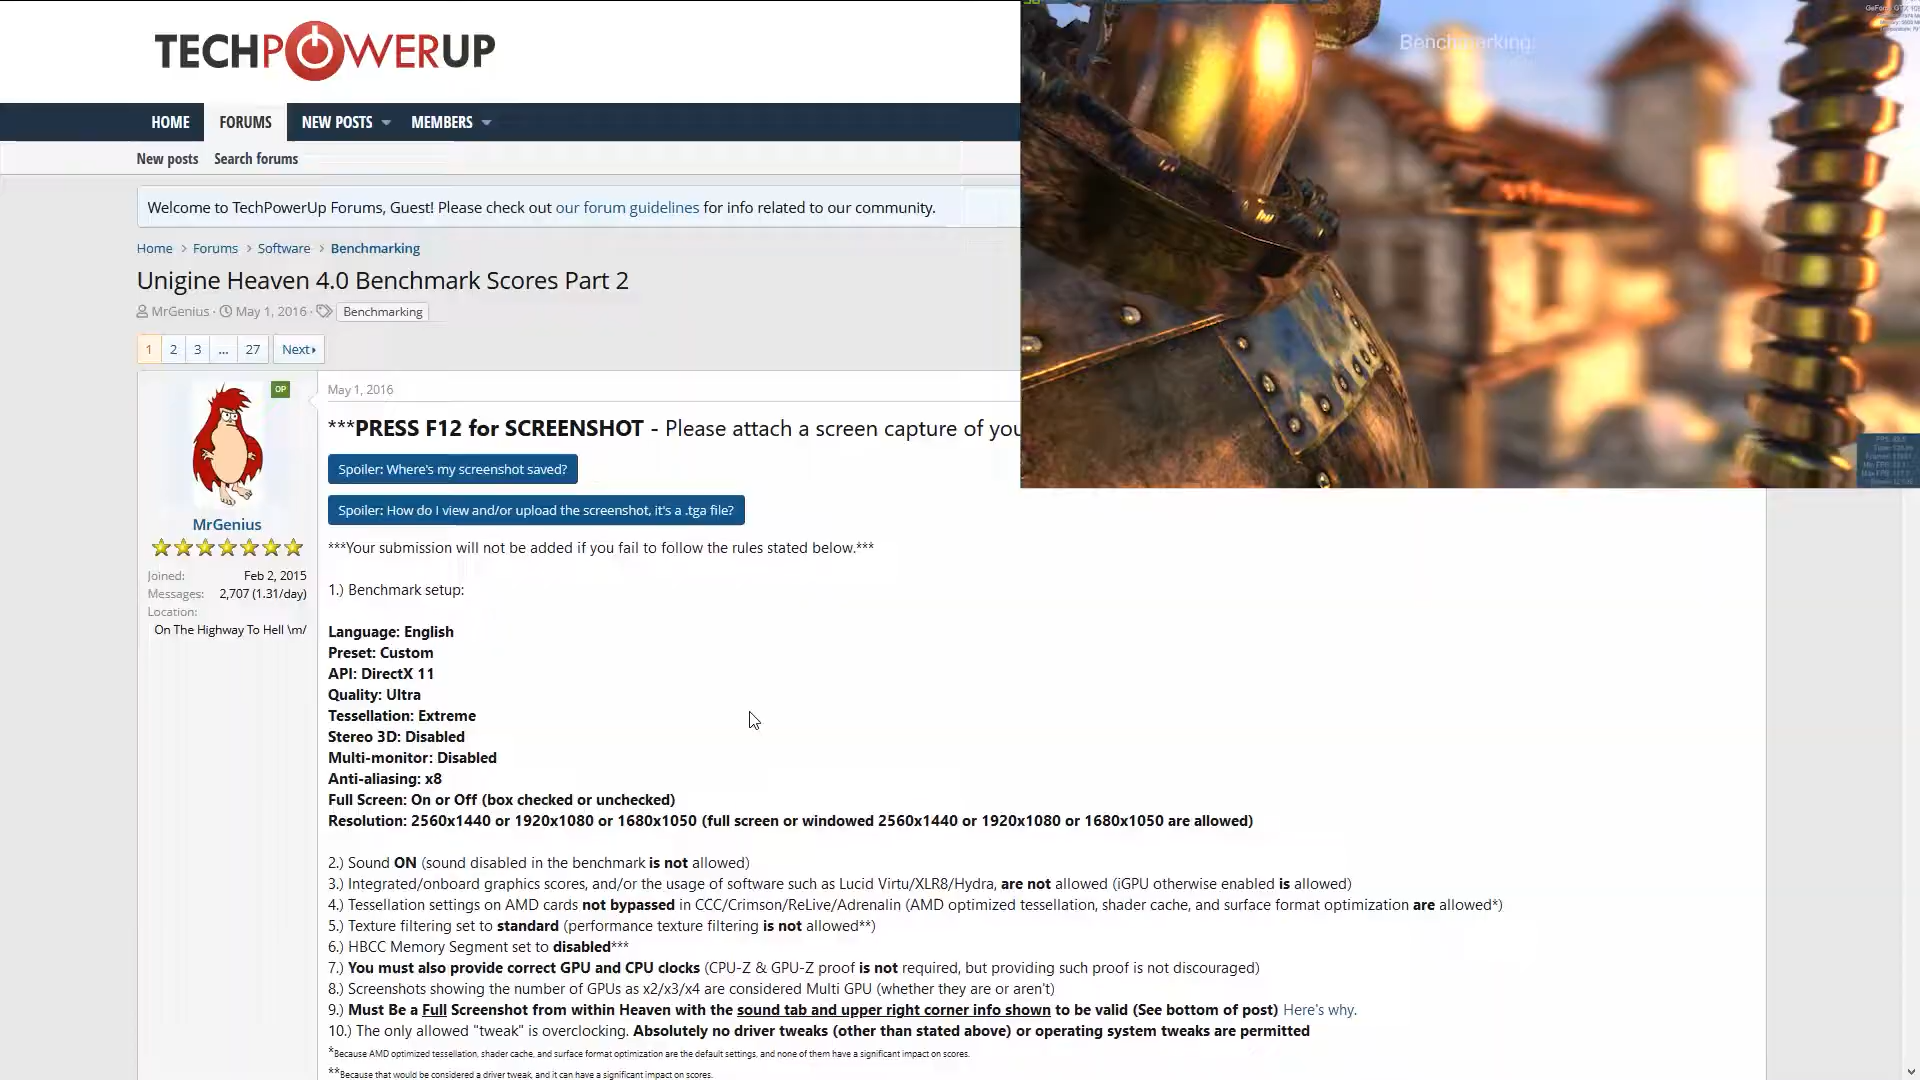 TECHPOWERUP
Benchmarking
HOME
FORUMS
NEW POSTS
MEMBERS
New posts
Search forums
Welcome to TechPowerUp Forums, Guest! Please check out our forum guidelines for info related to our community.
Home > Forums > Software > Benchmarking
Unigine Heaven 4.0 Benchmark Scores Part 2
MrGenius · May 1, 2016 · Benchmarking
1 2 3 ... 27 Next
OP
MrGenius
Joined: Feb 2, 2015
Messages: 2,707 (1.31/day)
Location:
On The Highway To Hell \m/
May 1, 2016
***PRESS F12 for SCREENSHOT - Please attach a screen capture of you
Spoiler: Where's my screenshot saved?
Spoiler: How do I view and/or upload the screenshot, it's a .tga file?
***Your submission will not be added if you fail to follow the rules stated below.***
1.) Benchmark setup:
Language: English
Preset: Custom
API: DirectX 11
Quality: Ultra
Tessellation: Extreme
Stereo 3D: Disabled
Multi-monitor: Disabled
Anti-aliasing: x8
Full Screen: On or Off (box checked or unchecked)
Resolution: 2560x1440 or 1920x1080 or 1680x1050 (full screen or windowed 2560x1440 or 1920x1080 or 1680x1050 are allowed)
2.) Sound ON (sound disabled in the benchmark is not allowed)
3.) Integrated/onboard graphics scores, and/or the usage of software such as Lucid Virtu/XLR8/Hydra, are not allowed (iGPU otherwise enabled is allowed)
4.) Tessellation settings on AMD cards not bypassed in CCC/Crimson/ReLive/Adrenalin (AMD optimized tessellation, shader cache, and surface format optimization are allowed*)
5.) Texture filtering set to standard (performance texture filtering is not allowed**)
6.) HBCC Memory Segment set to disabled***
7.) You must also provide correct GPU and CPU clocks (CPU-Z & GPU-Z proof is not required, but providing such proof is not discouraged)
8.) Screenshots showing the number of GPUs as x2/x3/x4 are considered Multi GPU (whether they are or aren't)
9.) Must Be a Full Screenshot from within Heaven with the sound tab and upper right corner info shown to be valid (See bottom of post) Here's why.
10.) The only allowed "tweak" is overclocking. Absolutely no driver tweaks (other than stated above) or operating system tweaks are permitted
*Because AMD optimized tessellation, shader cache, and surface format optimization are the default settings, and none of them have a significant impact on scores.
**Because that would be considered a driver tweak, and it can have a significant impact on scores.